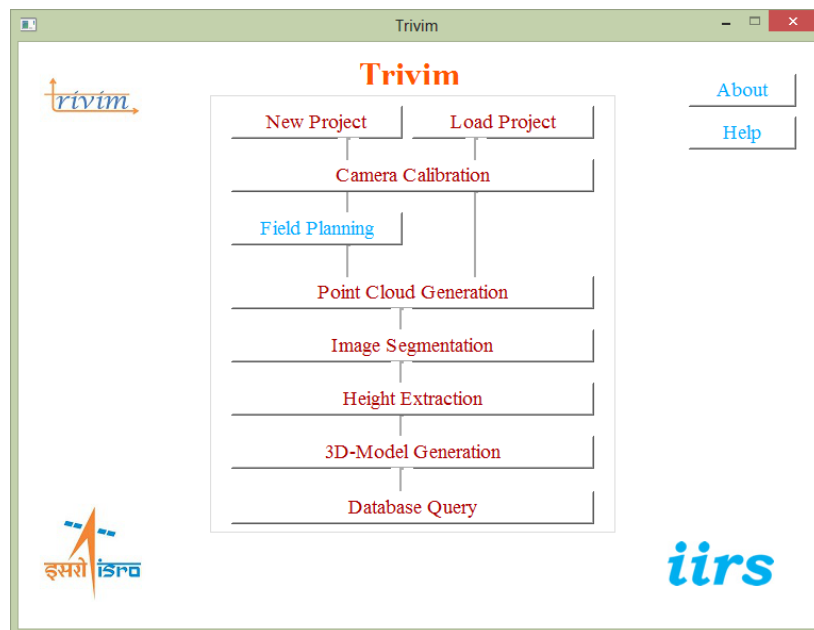 Trivim
Trivim
trivim
About
New Project
Load Project
Help
Camera Calibration
Field Planning
Point Cloud Generation
Image Segmentation
Height Extraction
3D-Model Generation
Database Query
इसरो isro
iirs